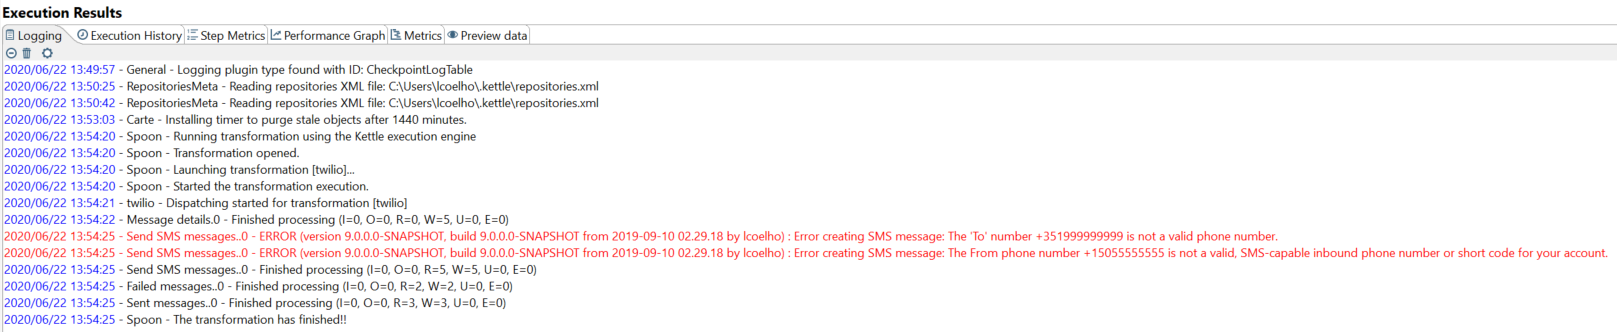 Execution Results
Logging Execution History Step Metrics Performance Graph Metrics Preview data
2020/06/22 13:49:57 - General - Logging plugin type found with ID: CheckpointLogTable
2020/06/22 13:50:25 - RepositoriesMeta - Reading repositories XML file: C:\Users\lcoelho\.kettle\repositories.xml
2020/06/22 13:50:42 - RepositoriesMeta - Reading repositories XML file: C:\Users\lcoelho\.kettle\repositories.xml
2020/06/22 13:53:03 - Carte - Installing timer to purge stale objects after 1440 minutes.
2020/06/22 13:54:20 - Spoon - Running transformation using the Kettle execution engine
2020/06/22 13:54:20 - Spoon - Transformation opened.
2020/06/22 13:54:20 - Spoon - Launching transformation [twilio]...
2020/06/22 13:54:20 - Spoon - Started the transformation execution.
2020/06/22 13:54:21 - twilio - Dispatching started for transformation [twilio]
2020/06/22 13:54:22 - Message details.0 - Finished processing (I=0, O=0, R=0, W=5, U=0, E=0)
2020/06/22 13:54:25 - Send SMS messages..0 - ERROR (version 9.0.0.0-SNAPSHOT, build 9.0.0.0-SNAPSHOT from 2019-09-10 02.29.18 by lcoelho) : Error creating SMS message: The 'To' number +351999999999 is not a valid phone number.
2020/06/22 13:54:25 - Send SMS messages..0 - ERROR (version 9.0.0.0-SNAPSHOT, build 9.0.0.0-SNAPSHOT from 2019-09-10 02.29.18 by lcoelho) : Error creating SMS message: The From phone number +15055555555 is not a valid, SMS-capable inbound phone number or short code for your account.
2020/06/22 13:54:25 - Send SMS messages..0 - Finished processing (I=0, O=0, R=5, W=5, U=0, E=0)
2020/06/22 13:54:25 - Failed messages..0 - Finished processing (I=0, O=0, R=2, W=2, U=0, E=0)
2020/06/22 13:54:25 - Sent messages..0 - Finished processing (I=0, O=0, R=3, W=3, U=0, E=0)
2020/06/22 13:54:25 - Spoon - The transformation has finished!!